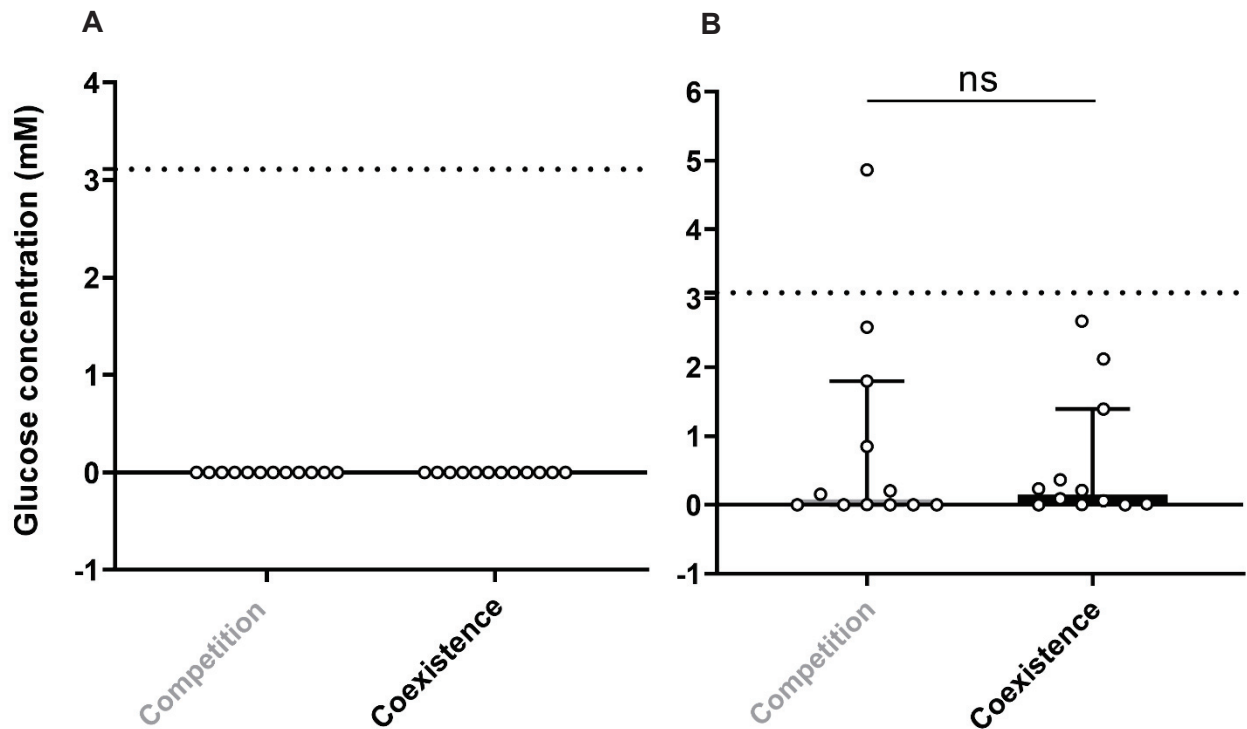 A
Glucose concentration (mM)
4
3
2
1
0
-1
Competition
Coexistence
B
ns
6
5
4
3
2
1
0
-1
Competition
Coexistence